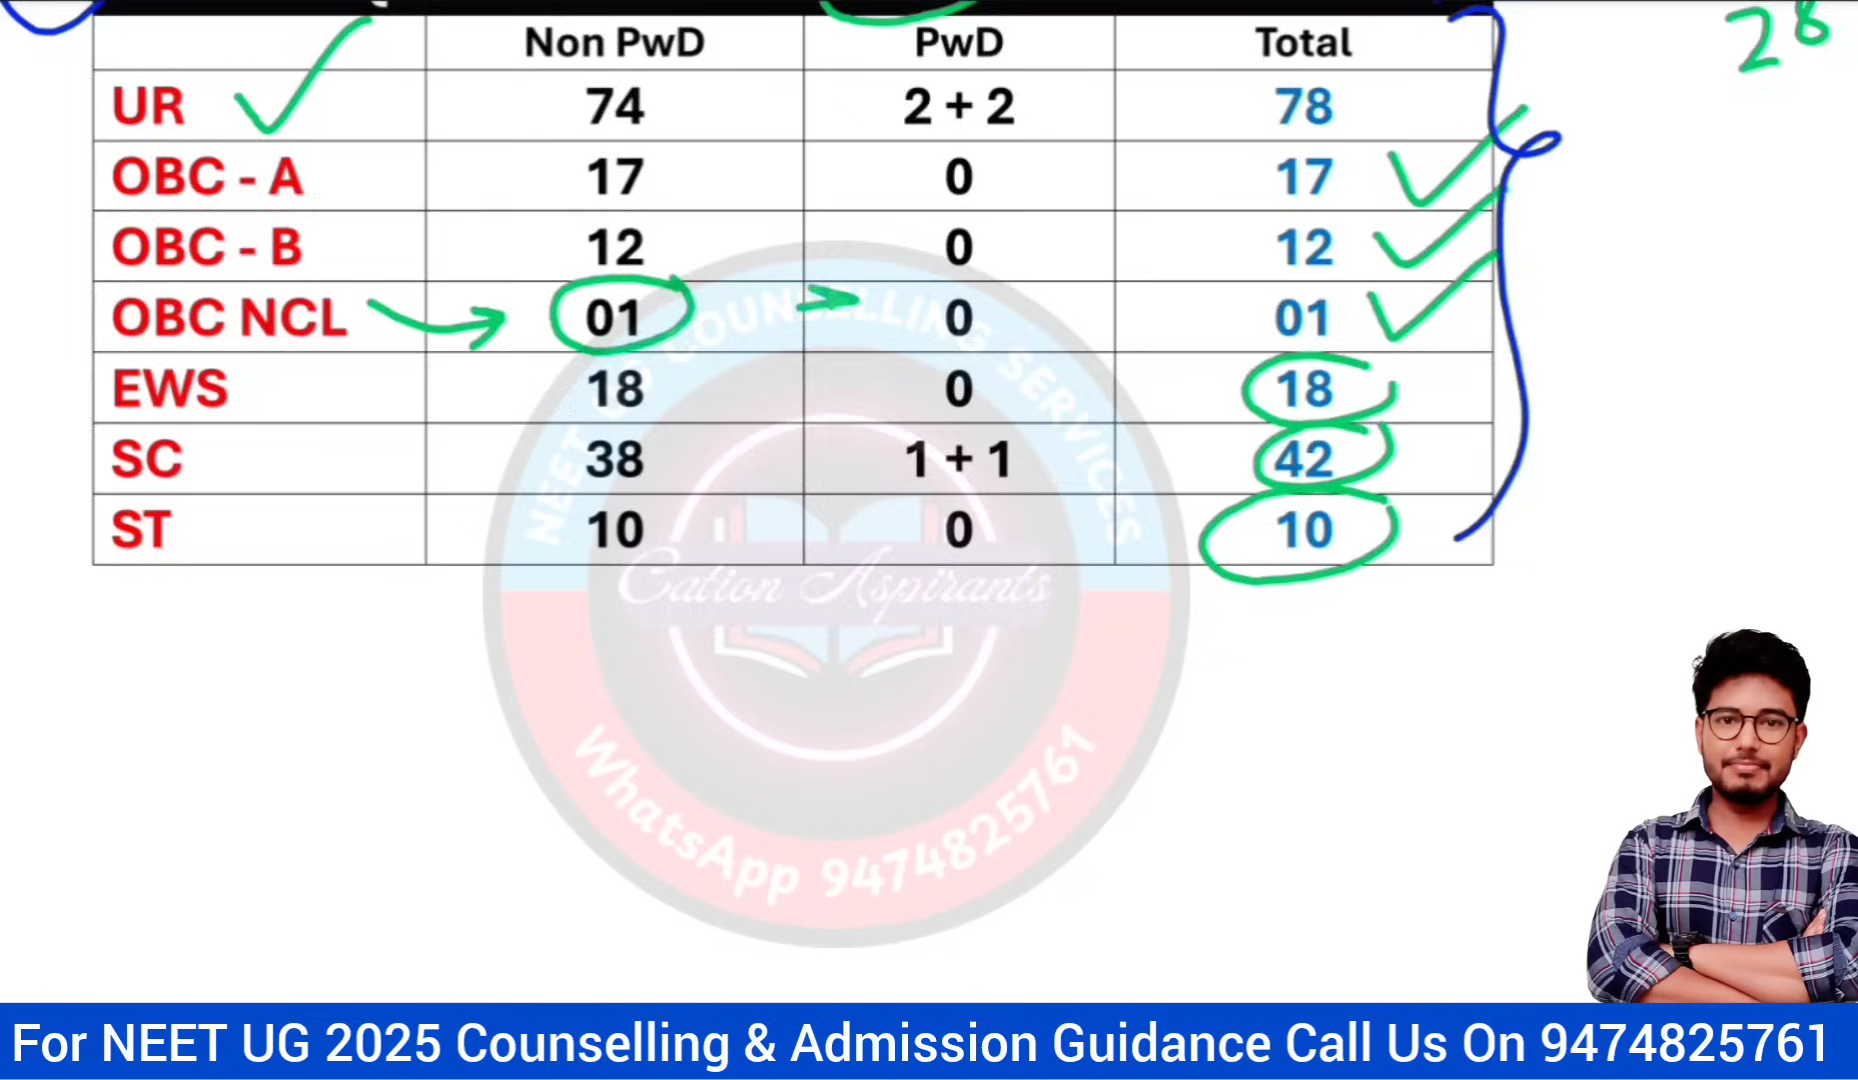 28
Non PwD PwD Total
UR 74 2 + 2 78
OBC - A 17 0 17
OBC - B 12 0 12
OBC NCL 01 0 01
EWS 18 0 18
SC 38 1 + 1 42
ST 10 0 10
NEET UG COUNSELLING SERVICES
Cation Aspirants
WhatsApp 9474825761
For NEET UG 2025 Counselling & Admission Guidance Call Us On 9474825761